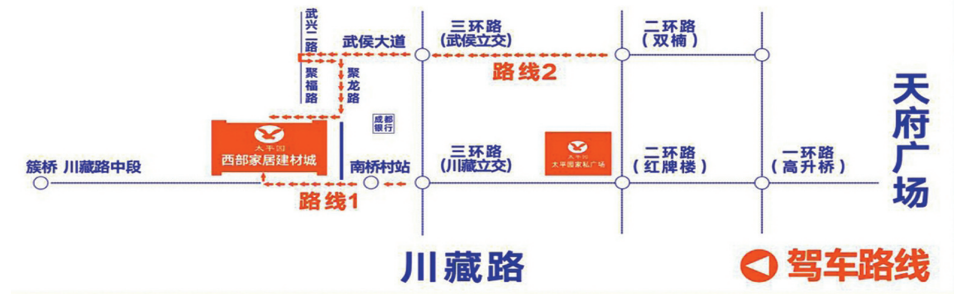 武兴二路
武侯大道
三环路
(武侯立交)
二环路
(双楠)
路线2
聚福路
聚龙路
天府广场
成都
银行
太平园
西部家居建材城
太平园家私广场
簇桥 川藏路中段
南桥村站
三环路
(川藏立交)
二环路
(红牌楼)
一环路
(高升桥)
路线1
川藏路
驾车路线